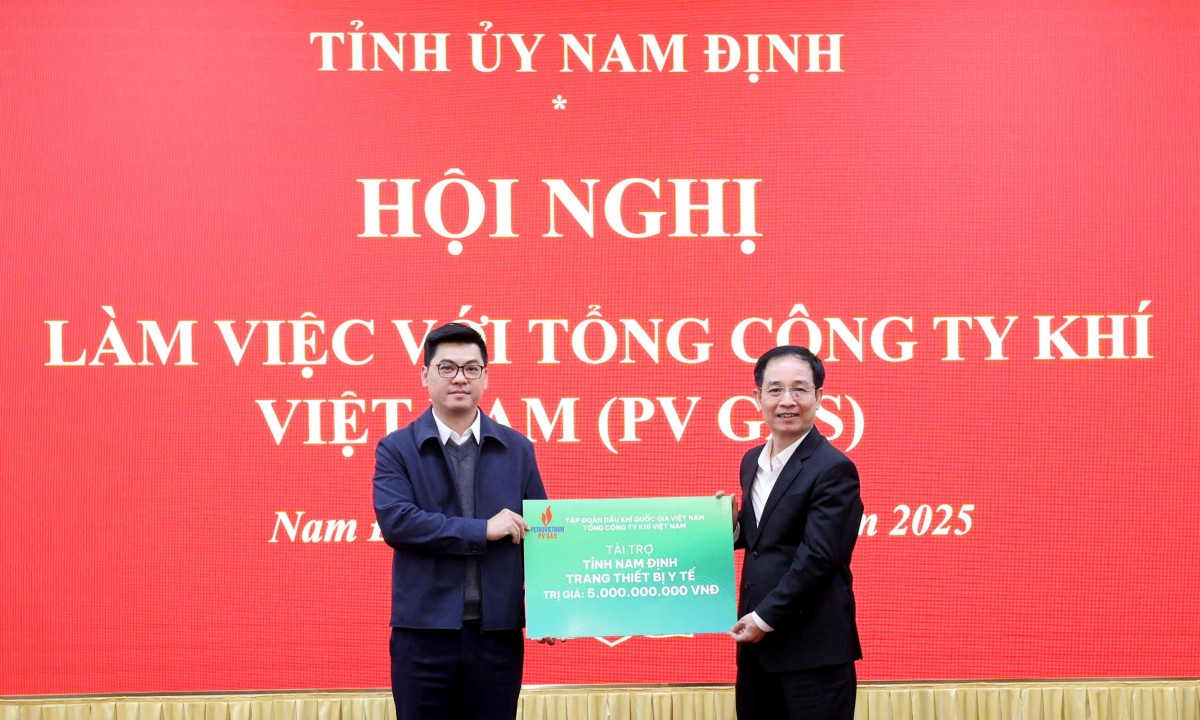 TỈNH ỦY NAM ĐỊNH
*
HỘI NGHỊ
LÀM VIỆC VỚI TỔNG CÔNG TY KHÍ
VIỆT NAM (PV GAS)
Nam 2025
PETROVIETNAM
PV GAS
TẬP ĐOÀN DẦU KHÍ QUỐC GIA VIỆT NAM
TỔNG CÔNG TY KHÍ VIỆT NAM
TÀI TRỢ
TỈNH NAM ĐỊNH
TRANG THIẾT BỊ Y TẾ
TRỊ GIÁ: 5.000.000.000 VNĐ